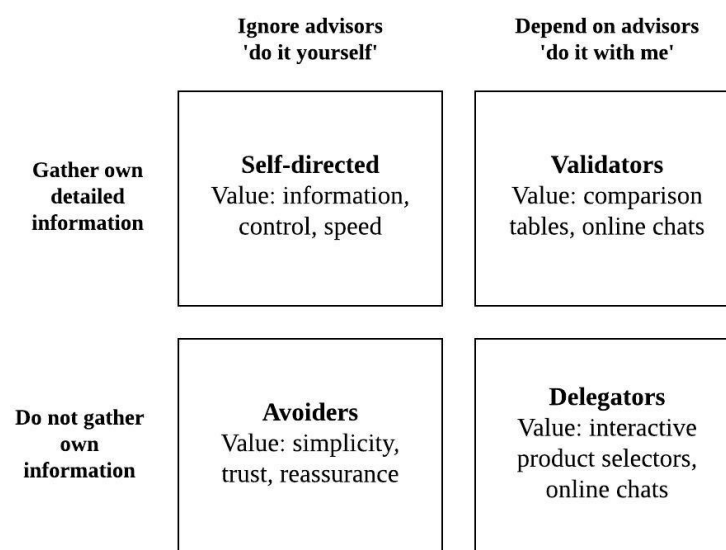 Ignore advisors
'do it yourself'
Depend on advisors
'do it with me'
Gather own
detailed
information
Self-directed
Value: information,
control, speed
Validators
Value: comparison
tables, online chats
Do not gather
own
information
Avoiders
Value: simplicity,
trust, reassurance
Delegators
Value: interactive
product selectors,
online chats